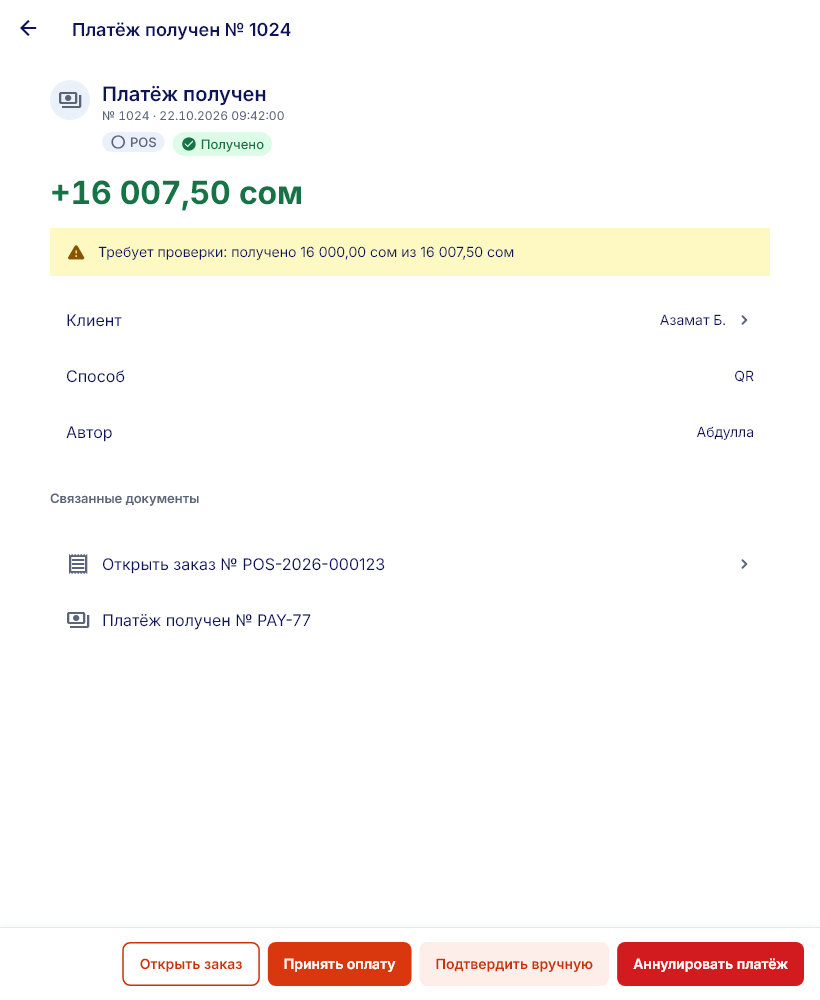 Платёж получен № 1024
Платёж получен
№ 1024 · 22.10.2026 09:42:00
POS
Получено
+16 007,50 сом
Требует проверки: получено 16 000,00 сом из 16 007,50 сом
Клиент Азамат Б.
Способ QR
Автор Абдулла
Связанные документы
Открыть заказ № POS-2026-000123
Платёж получен № PAY-77
Открыть заказ Принять оплату Подтвердить вручную Аннулировать платёж